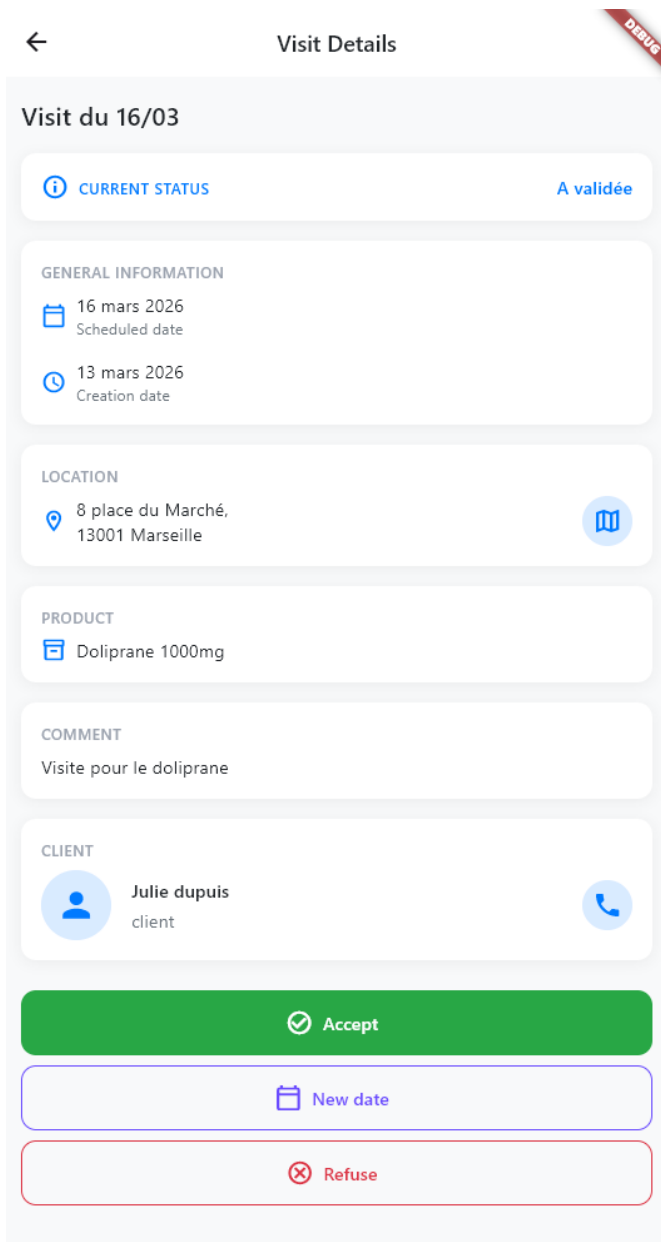 Visit Details
DEBUG
Visit du 16/03
CURRENT STATUS
A validée
GENERAL INFORMATION
16 mars 2026
Scheduled date
13 mars 2026
Creation date
LOCATION
8 place du Marché,
13001 Marseille
PRODUCT
Doliprane 1000mg
COMMENT
Visite pour le doliprane
CLIENT
Julie dupuis
client
Accept
New date
Refuse